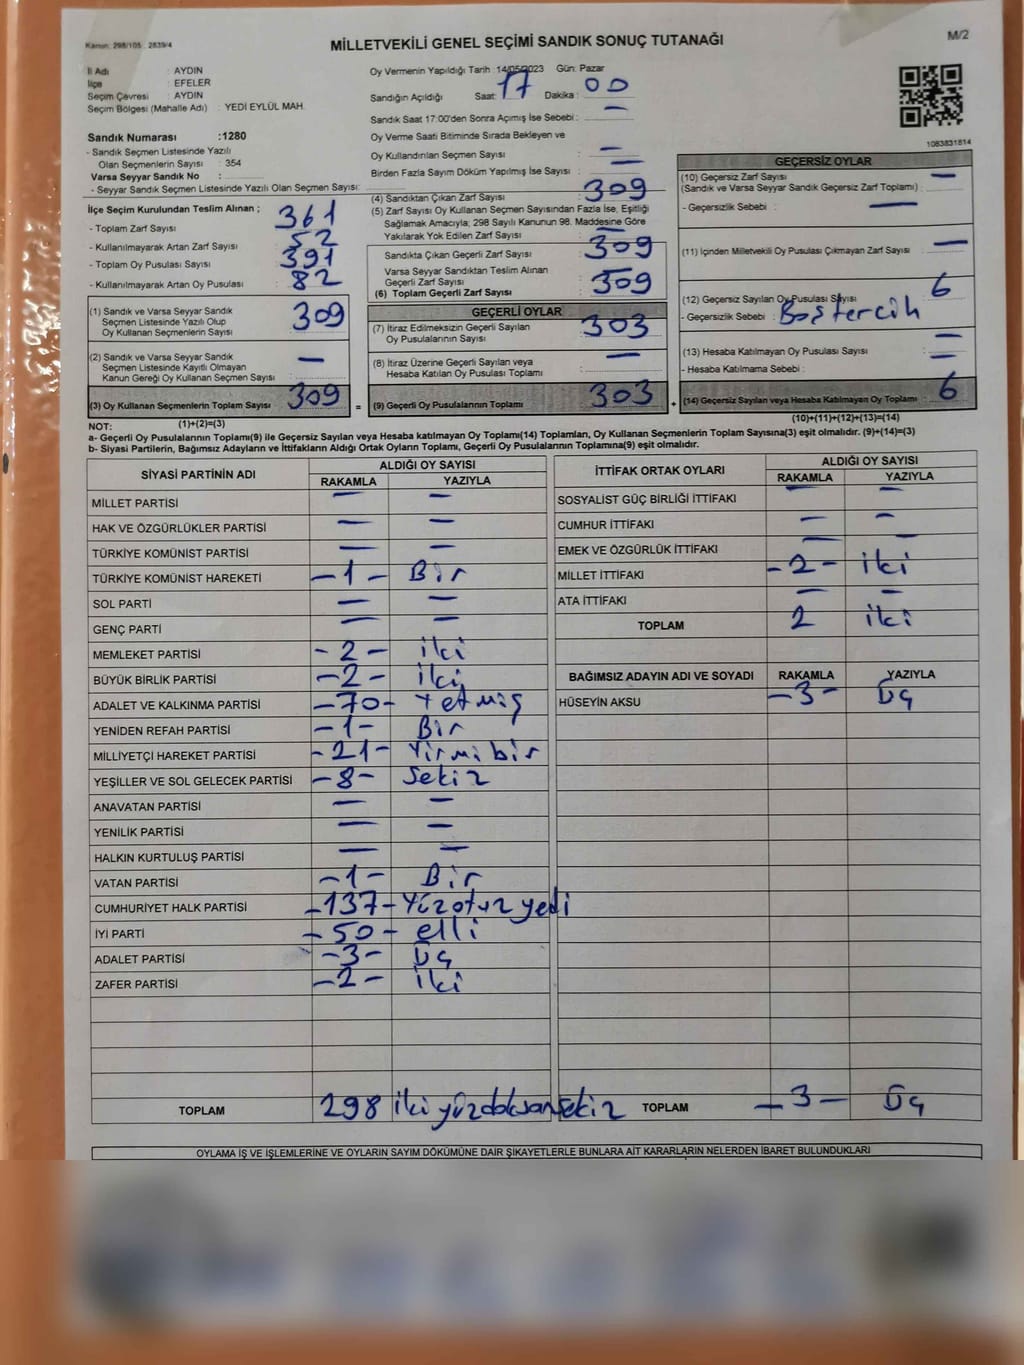 Kanun: 298/105 2839/4
MİLLETVEKİLİ GENEL SEÇİMİ SANDIK SONUÇ TUTANAĞI
M/2
İl Adı : AYDIN
İlçe : EFELER
Seçim Çevresi : AYDIN
Seçim Bölgesi (Mahalle Adı) : YEDİ EYLÜL MAH.
Sandık Numarası :1280
- Sandık Seçmen Listesinde Yazılı
Olan Seçmenlerin Sayısı : 354
Varsa Seyyar Sandık No :
- Seyyar Sandık Seçmen Listesinde Yazılı Olan Seçmen Sayısı:
Oy Vermenin Yapıldığı Tarih :14/05/2023 Gün: Pazar
Sandığın Açıldığı Saat: 17 Dakika : 00
Sandık Saat 17:00'den Sonra Açımış İse Sebebi : —
Oy Verme Saati Bitiminde Sırada Bekleyen ve
Oy Kullandırılan Seçmen Sayısı : —
Birden Fazla Sayım Döküm Yapılmış İse Sayısı : —
1083831814
İlçe Seçim Kurulundan Teslim Alınan ;
- Toplam Zarf Sayısı : 361
- Kullanılmayarak Artan Zarf Sayısı : 52
- Toplam Oy Pusulası Sayısı : 391
- Kullanılmayarak Artan Oy Pusulası : 82
(1) Sandık ve Varsa Seyyar Sandık
Seçmen Listesinde Yazılı Olup
Oy Kullanan Seçmenlerin Sayısı : 309
(2) Sandık ve Varsa Seyyar Sandık
Seçmen Listesinde Kayıtlı Olmayan
Kanun Gereği Oy Kullanan Seçmen Sayısı : —
(3) Oy Kullanan Seçmenlerin Toplam Sayısı : 309 =
(4) Sandıktan Çıkan Zarf Sayısı : 309
(5) Zarf Sayısı Oy Kullanan Seçmen Sayısından Fazla İse, Eşitliği
Sağlamak Amacıyla; 298 Sayılı Kanunun 98. Maddesine Göre
Yakılarak Yok Edilen Zarf Sayısı : —
Sandıkta Çıkan Geçerli Zarf Sayısı : 309
Varsa Seyyar Sandıktan Teslim Alınan
Geçerli Zarf Sayısı : —
(6) Toplam Geçerli Zarf Sayısı : 309
GEÇERLİ OYLAR
(7) İtiraz Edilmeksizin Geçerli Sayılan
Oy Pusulalarının Sayısı : 303
(8) İtiraz Üzerine Geçerli Sayılan veya
Hesaba Katılan Oy Pusulası Toplamı : —
(9) Geçerli Oy Pusulalarının Toplamı : 303 +
GEÇERSİZ OYLAR
(10) Geçersiz Zarf Sayısı
(Sandık ve Varsa Seyyar Sandık Geçersiz Zarf Toplamı) : —
- Geçersizlik Sebebi : —
(11) İçinden Milletvekili Oy Pusulası Çıkmayan Zarf Sayısı : —
(12) Geçersiz Sayılan Oy Pusulası Sayısı : 6
- Geçersizlik Sebebi : Boş tercih
(13) Hesaba Katılmayan Oy Pusulası Sayısı : —
- Hesaba Katılmama Sebebi : —
(14) Geçersiz Sayılan veya Hesaba Katılmayan Oy Toplamı : 6
NOT: (1)+(2)=(3) (10)+(11)+(12)+(13)=(14)
a- Geçerli Oy Pusulalarının Toplamı(9) ile Geçersiz Sayılan veya Hesaba katılmayan Oy Toplamı(14) Toplamları, Oy Kullanan Seçmenlerin Toplam Sayısına(3) eşit olmalıdır. (9)+(14)=(3)
b- Siyasi Partilerin, Bağımsız Adayların ve İttifakların Aldığı Ortak Oyların Toplamı, Geçerli Oy Pusulalarının Toplamına(9) eşit olmalıdır.
SİYASİ PARTİNİN ADI ALDIĞI OY SAYISI
RAKAMLA YAZIYLA
MİLLET PARTİSİ — —
HAK VE ÖZGÜRLÜKLER PARTİSİ — —
TÜRKİYE KOMÜNİST PARTİSİ — —
TÜRKİYE KOMÜNİST HAREKETİ -1- Bir
SOL PARTİ — —
GENÇ PARTİ — —
MEMLEKET PARTİSİ -2- iki
BÜYÜK BİRLİK PARTİSİ -2- iki
ADALET VE KALKINMA PARTİSİ -70- Yetmiş
YENİDEN REFAH PARTİSİ -1- Bir
MİLLİYETÇİ HAREKET PARTİSİ -21- Yirmi bir
YEŞİLLER VE SOL GELECEK PARTİSİ -8- Sekiz
ANAVATAN PARTİSİ — —
YENİLİK PARTİSİ — —
HALKIN KURTULUŞ PARTİSİ — —
VATAN PARTİSİ -1- Bir
CUMHURİYET HALK PARTİSİ -137- Yüz otuz yedi
İYİ PARTİ -50- elli
ADALET PARTİSİ -3- Üç
ZAFER PARTİSİ -2- iki
TOPLAM 298 iki yüz doksan sekiz
İTTİFAK ORTAK OYLARI ALDIĞI OY SAYISI
RAKAMLA YAZIYLA
SOSYALİST GÜÇ BİRLİĞİ İTTİFAKI — —
CUMHUR İTTİFAKI — —
EMEK VE ÖZGÜRLÜK İTTİFAKI — —
MİLLET İTTİFAKI -2- iki
ATA İTTİFAKI — —
TOPLAM 2 iki
BAĞIMSIZ ADAYIN ADI VE SOYADI RAKAMLA YAZIYLA
HÜSEYİN AKSU -3- Üç
TOPLAM -3- Üç
OYLAMA İŞ VE İŞLEMLERİNE VE OYLARIN SAYIM DÖKÜMÜNE DAİR ŞİKAYETLERLE BUNLARA AİT KARARLARIN NELERDEN İBARET BULUNDUKLARI